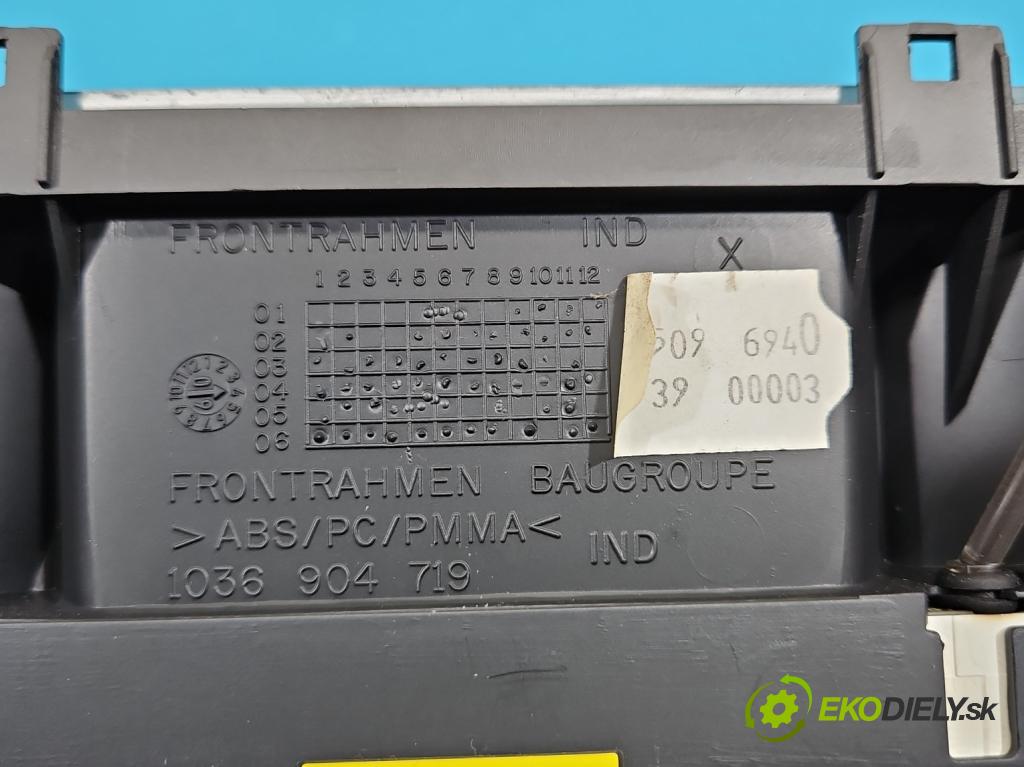 FRONTRAHMEN IND X
1 2 3 4 5 6 7 8 9 10 11 12
01
02
03
04
05
06
6940
39 00003
FRONTRAHMEN BAUGROUPE
>ABS/PC/PMMA<
IND
1036 904 719
EKODIELY.sk